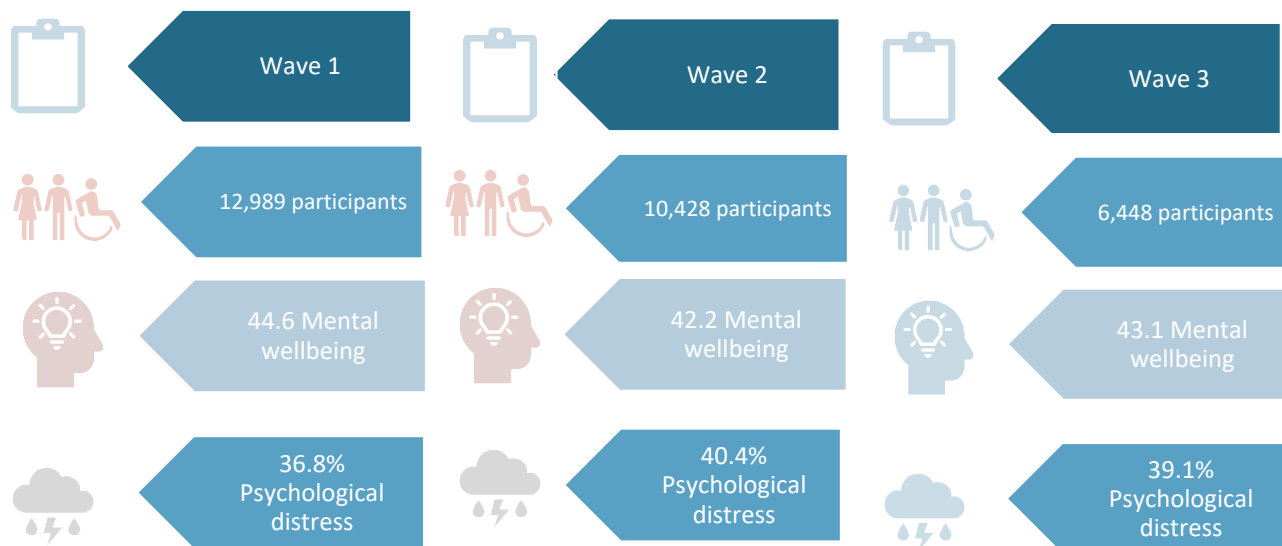 Wave 1
Wave 2
Wave 3
12,989 participants
10,428 participants
6,448 participants
44.6 Mental
wellbeing
42.2 Mental
wellbeing
43.1 Mental
wellbeing
36.8%
Psychological
distress
40.4%
Psychological
distress
39.1%
Psychological
distress